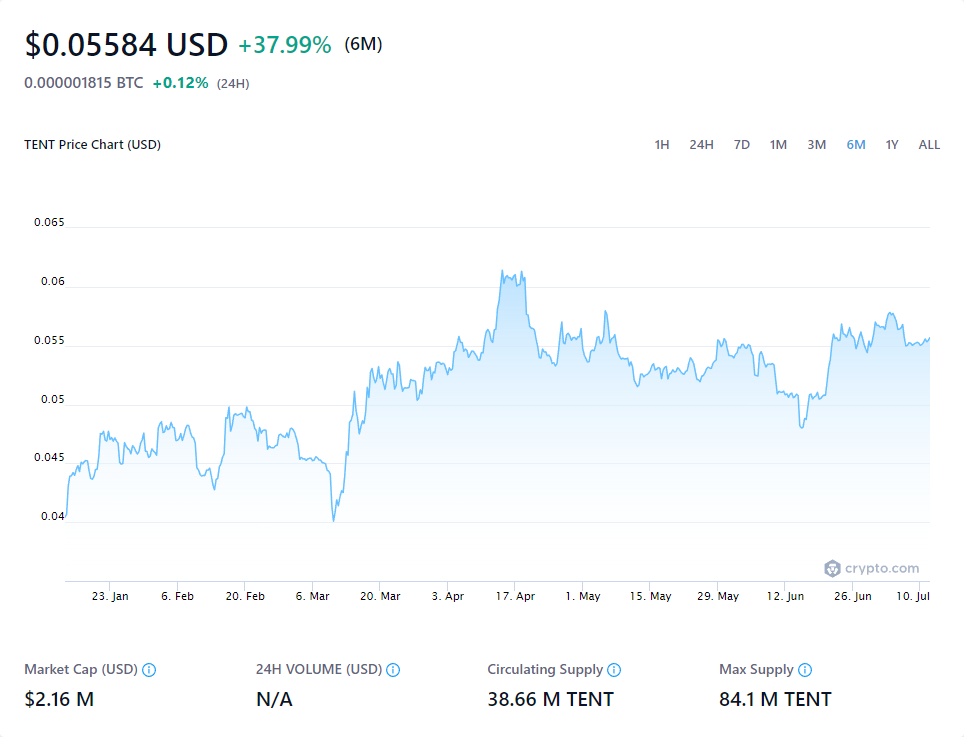 $0.05584 USD +37.99% (6M)
0.000001815 BTC +0.12% (24H)
TENT Price Chart (USD) 1H 24H 7D 1M 3M 6M 1Y ALL
0.065
0.06
0.055
0.05
0.045
0.04
crypto.com
23. Jan 6. Feb 20. Feb 6. Mar 20. Mar 3. Apr 17. Apr 1. May 15. May 29. May 12. Jun 26. Jun 10. Jul
Market Cap (USD) 24H VOLUME (USD) Circulating Supply Max Supply
$2.16 M N/A 38.66 M TENT 84.1 M TENT